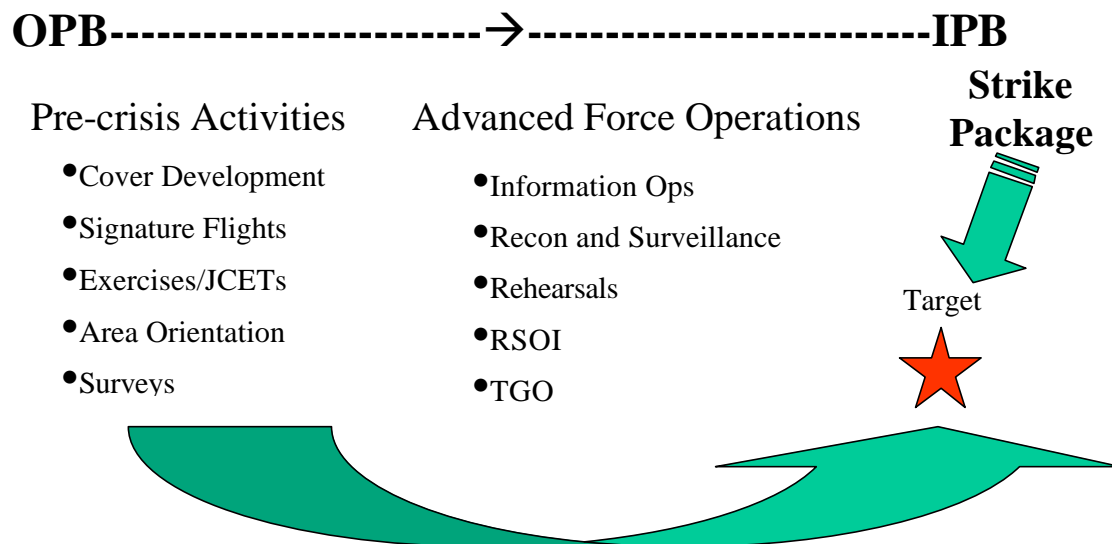 OPB------------------------→--------------------------IPB
Strike
Package
Pre-crisis Activities
•Cover Development
•Signature Flights
•Exercises/JCETs
•Area Orientation
•Surveys
Advanced Force Operations
•Information Ops
•Recon and Surveillance
•Rehearsals
•RSOI
•TGO
Target